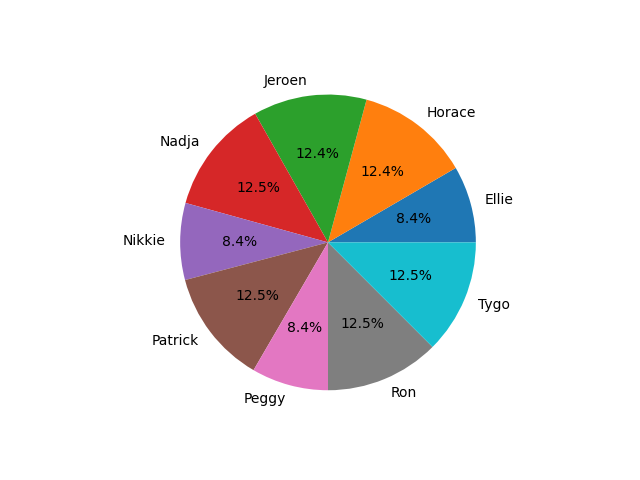 Jeroen
Horace
Nadja
12.4%
12.4%
12.5%
Ellie
8.4%
Nikkie
8.4%
12.5%
12.5%
Tygo
Patrick
8.4%
12.5%
Peggy
Ron